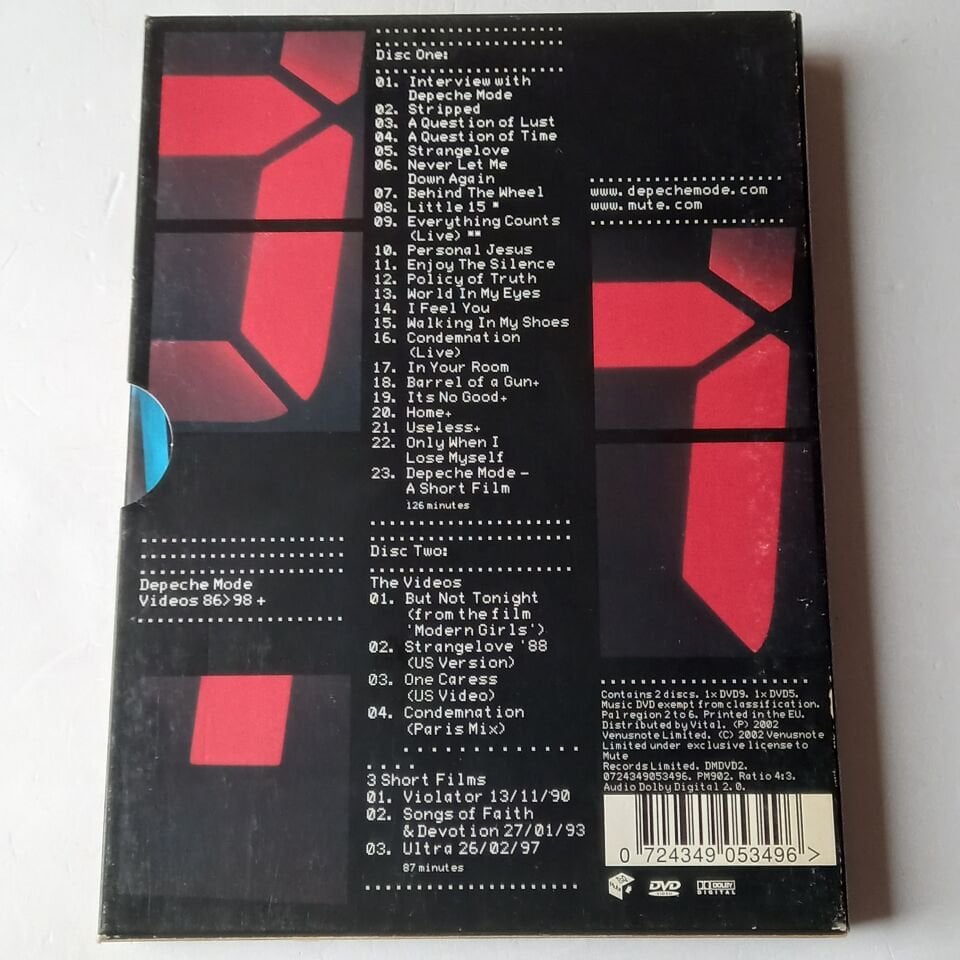 Disc One:
01. Interview with
Depeche Mode
02. Stripped
03. A Question of Lust
04. A Question of Time
05. Strangelove
06. Never Let Me
Down Again
07. Behind The Wheel
08. Little 15 *
09. Everything Counts
(Live) **
10. Personal Jesus
11. Enjoy The Silence
12. Policy of Truth
13. World In My Eyes
14. I Feel You
15. Walking In My Shoes
16. Condemnation
(Live)
17. In Your Room
18. Barrel of a Gun+
19. Its No Good+
20. Home+
21. Useless+
22. Only When I
Lose Myself
23. Depeche Mode -
A Short Film
126 minutes
Disc Two:
The Videos
01. But Not Tonight
(from the film
'Modern Girls')
02. Strangelove '88
(US Version)
03. One Caress
(US Video)
04. Condemnation
(Paris Mix)
3 Short Films
01. Violator 13/11/90
02. Songs of Faith
& Devotion 27/01/93
03. Ultra 26/02/97
87 minutes
Depeche Mode
Videos 86>98 +
www.depechemode.com
www.mute.com
Contains 2 discs. 1x DVD9. 1x DVD5.
Music DVD exempt from classification.
Pal region 2 to 6. Printed in the EU.
Distributed by Vital. (P) 2002
Venusnote Limited. (C) 2002 Venusnote
Limited under exclusive license to
Mute
Records Limited. DMDVD2.
0724349053496. PM902. Ratio 4:3.
Audio Dolby Digital 2.0.
0 724349 053496 >
DVD
VIDEO
DOLBY
DIGITAL